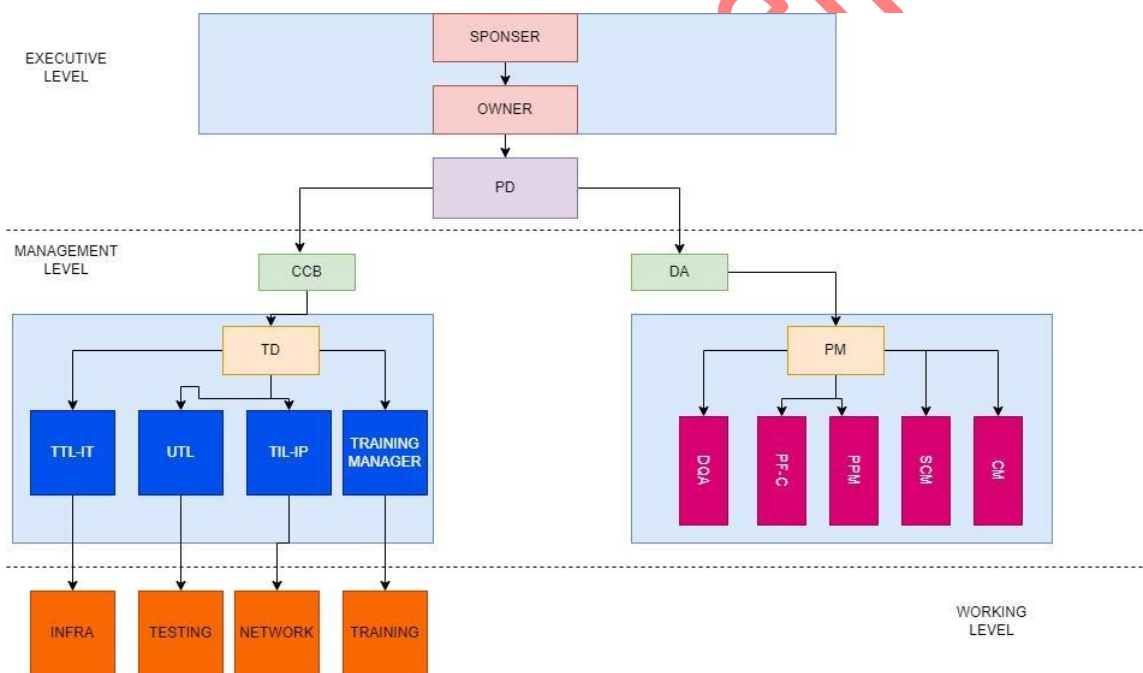 SPONSER
EXECUTIVE
LEVEL
OWNER
PD
MANAGEMENT
LEVEL
CCB
DA
TD
PM
TTL-IT
UTL
TIL-IP
TRAINING
MANAGER
DQA
PF-C
PPM
SCM
CM
INFRA
TESTING
NETWORK
TRAINING
WORKING
LEVEL